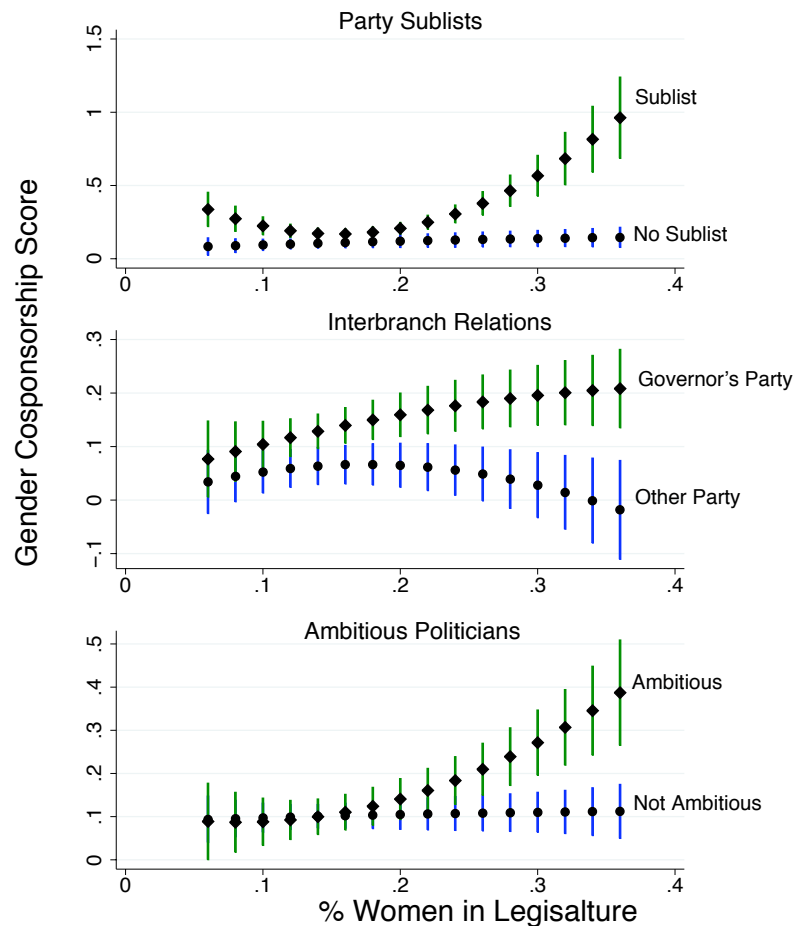 Party Sublists
1.5
1
.5
0
Sublist
No Sublist
0 .1 .2 .3 .4
Interbranch Relations
.3
.2
.1
0
-.1
Governor's Party
Other Party
0 .1 .2 .3 .4
Ambitious Politicians
.5
.4
.3
.2
.1
0
Ambitious
Not Ambitious
0 .1 .2 .3 .4
% Women in Legisalture
Gender Cosponsorship Score